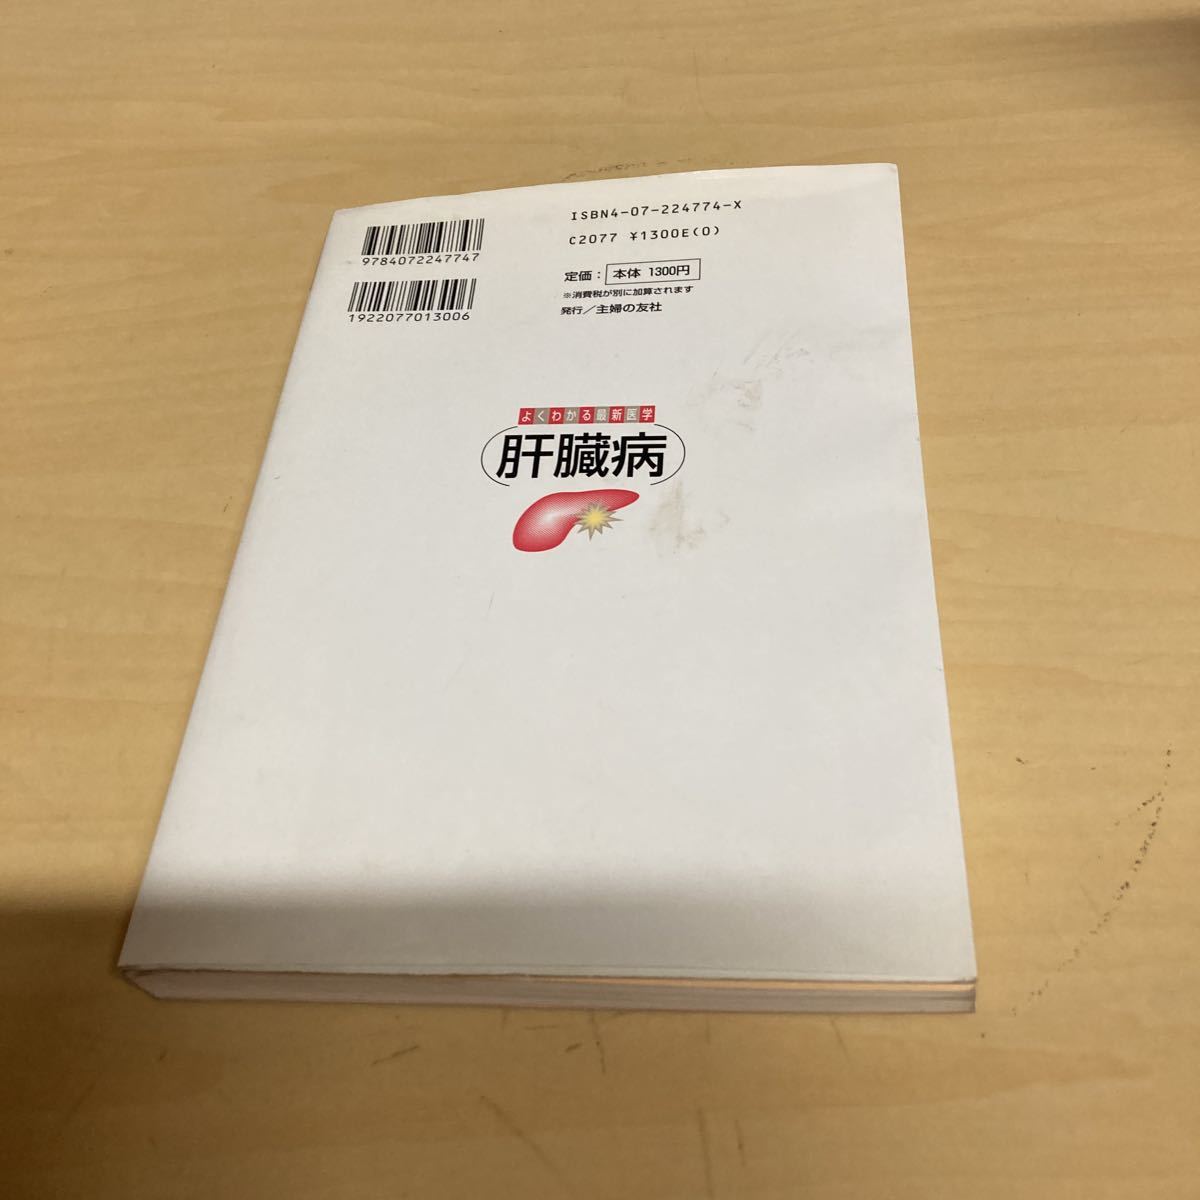 9784072247747
1922077013006
ISBN4-07-224774-X
C2077 ¥1300E(0)
定価：本体 1300円
※消費税が別に加算されます
発行／主婦の友社
よくわかる最新医学
肝臓病